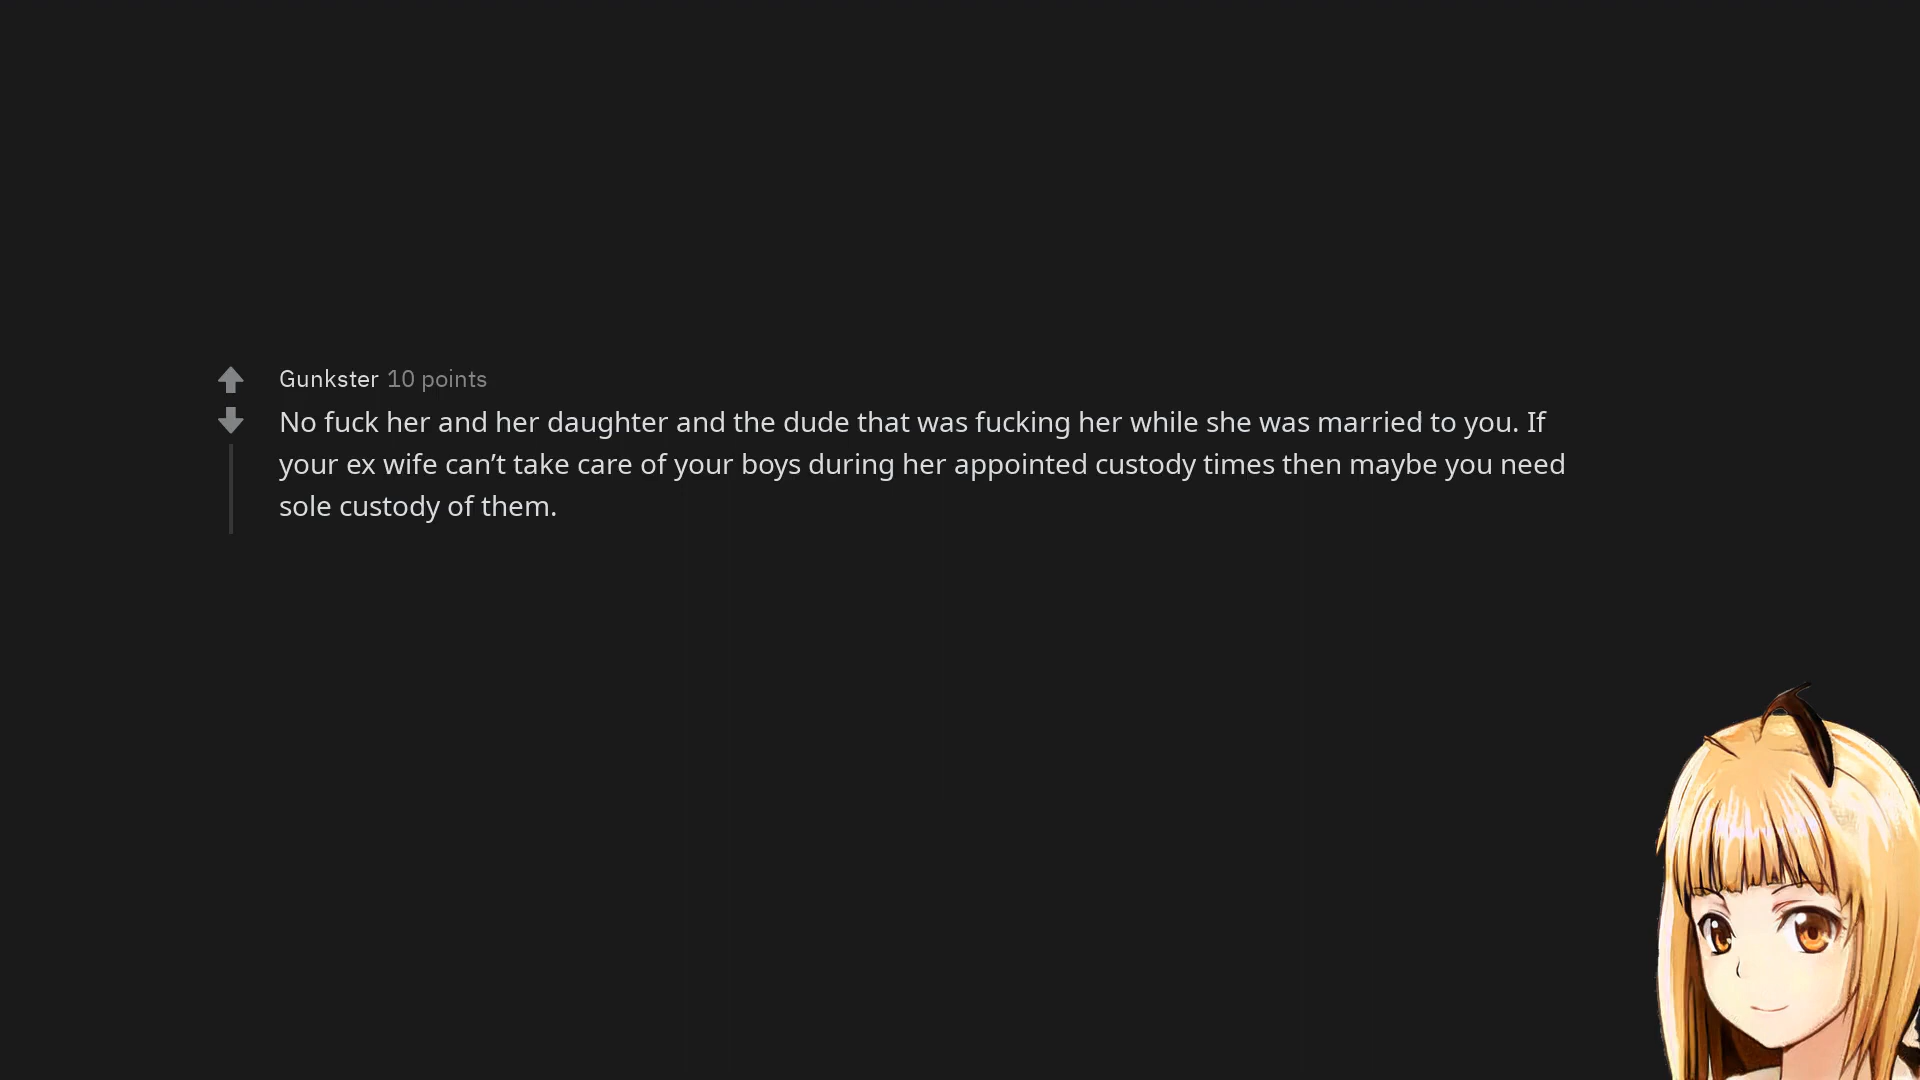 Gunkster 10 points
No fuck her and her daughter and the dude that was fucking her while she was married to you. If
your ex wife can’t take care of your boys during her appointed custody times then maybe you need
sole custody of them.